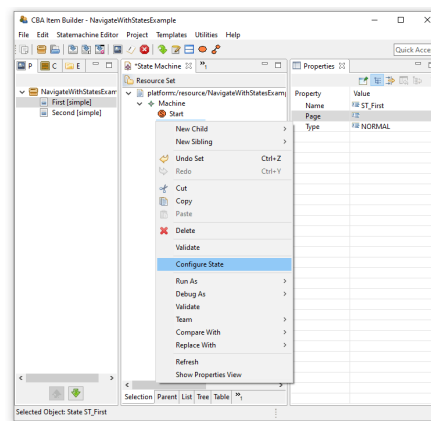 CBA Item Builder - NavigateWithStatesExample
File Edit Statemachine Editor Project Templates Utilities Help
Quick Acce
P C E
*State Machine
Properties
Resource Set
NavigateWithStatesExam
First [simple]
Second [simple]
platform:/resource/NavigateWithStatesExamp
Machine
Start
New Child
New Sibling
Undo Set Ctrl+Z
Redo Ctrl+Y
Cut
Copy
Paste
Delete
Validate
Configure State
Run As
Debug As
Validate
Team
Compare With
Replace With
Refresh
Show Properties View
Property Value
Name ST_First
Page
Type NORMAL
Selection Parent List Tree Table
Selected Object: State ST_First